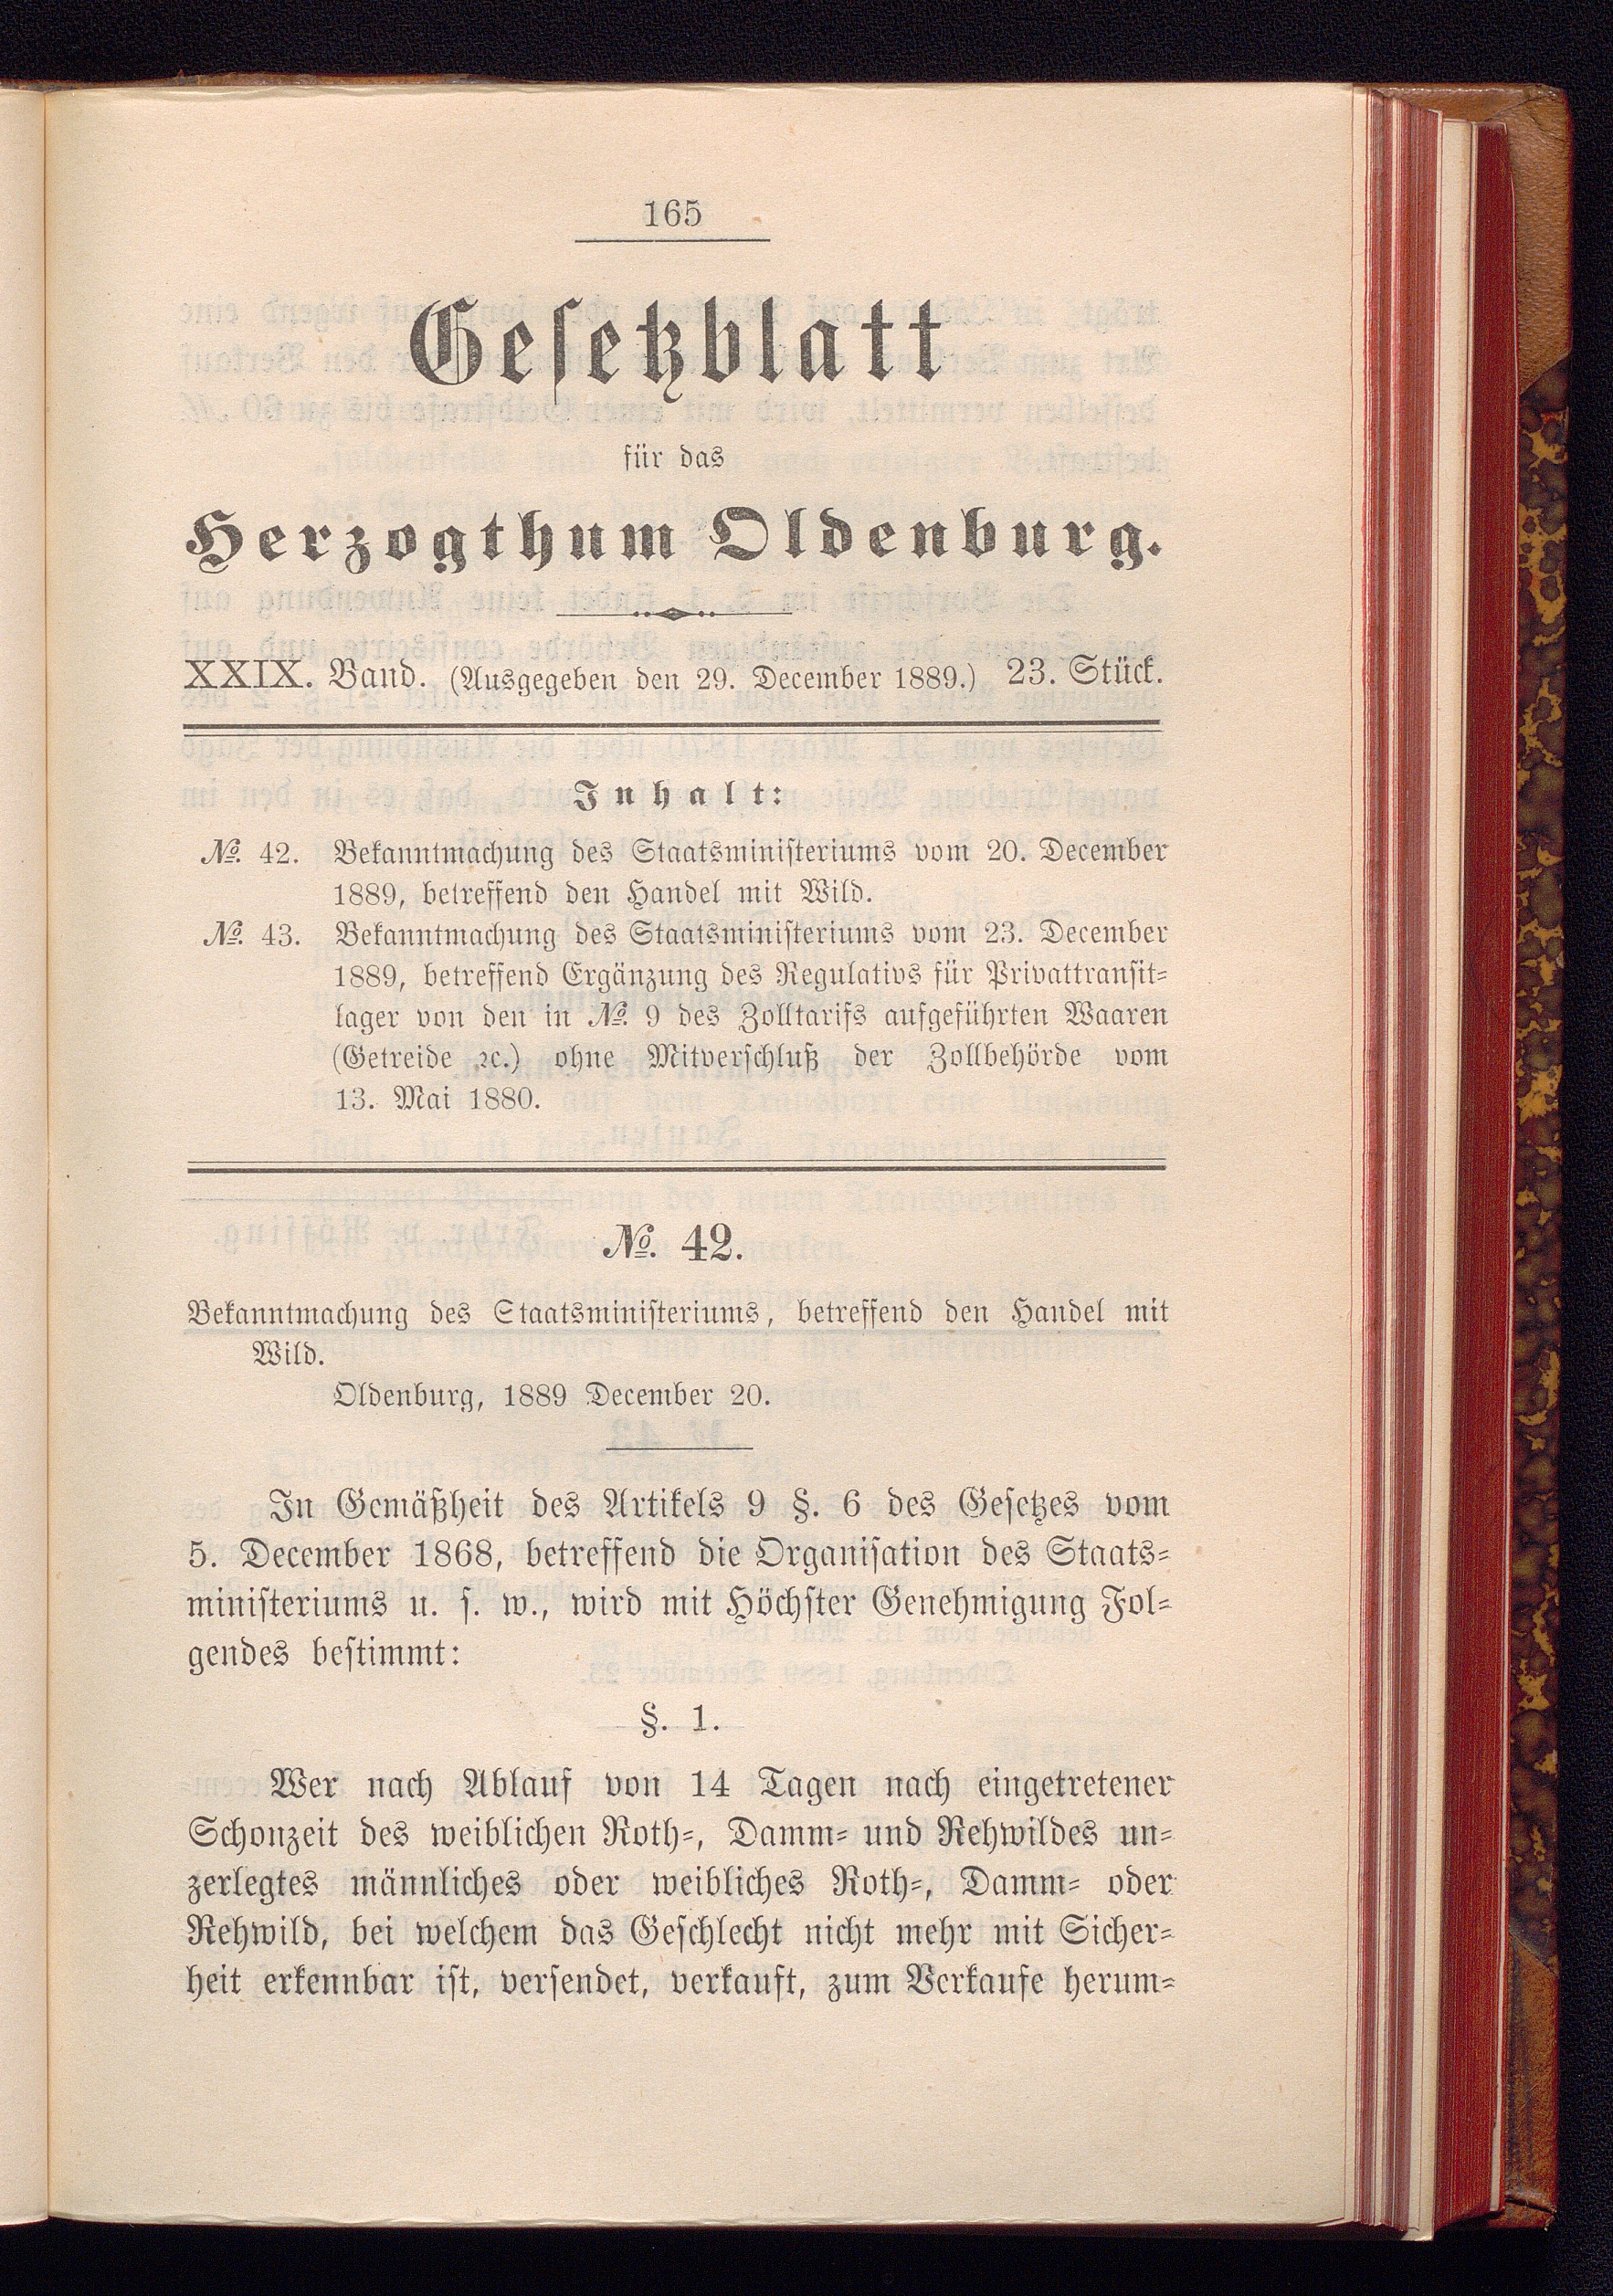 165
Gesetzblatt
für das
Herzogthum Oldenburg.
XXIX. Band. (Ausgegeben den 29. December 1889.) 23. Stück.
Inhalt:
№. 42. Bekanntmachung des Staatsministeriums vom 20. December
1889, betreffend den Handel mit Wild.
№. 43. Bekanntmachung des Staatsministeriums vom 23. December
1889, betreffend Ergänzung des Regulativs für Privattransit-
lager von den in №. 9 des Zolltarifs aufgeführten Waaren
(Getreide ꝛc.) ohne Mitverschluß der Zollbehörde vom
13. Mai 1880.
№. 42.
Bekanntmachung des Staatsministeriums, betreffend den Handel mit
Wild.
Oldenburg, 1889 December 20.
In Gemäßheit des Artikels 9 §. 6 des Gesetzes vom
5. December 1868, betreffend die Organisation des Staats-
ministeriums u. s. w., wird mit Höchster Genehmigung Fol-
gendes bestimmt:
§. 1.
Wer nach Ablauf von 14 Tagen nach eingetretener
Schonzeit des weiblichen Roth-, Damm- und Rehwildes un-
zerlegtes männliches oder weibliches Roth-, Damm- oder
Rehwild, bei welchem das Geschlecht nicht mehr mit Sicher-
heit erkennbar ist, versendet, verkauft, zum Verkaufe herum-